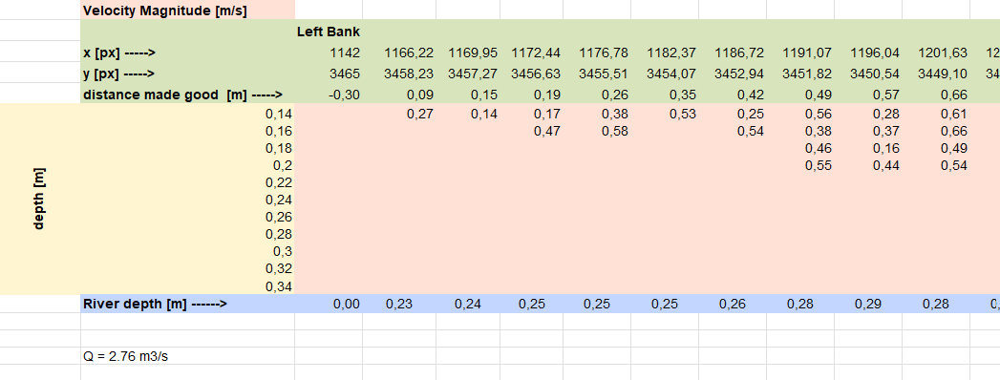 Velocity Magnitude [m/s]
Left Bank
x [px] -----> 1142 1166,22 1169,95 1172,44 1176,78 1182,37 1186,72 1191,07 1196,04 1201,63 12
y [px] -----> 3465 3458,23 3457,27 3456,63 3455,51 3454,07 3452,94 3451,82 3450,54 3449,10 34
distance made good [m] -----> -0,30 0,09 0,15 0,19 0,26 0,35 0,42 0,49 0,57 0,66
depth [m]
0,14 0,27 0,14 0,17 0,38 0,53 0,25 0,56 0,28 0,61
0,16 0,47 0,58 0,54 0,38 0,37 0,66
0,18 0,46 0,16 0,49
0,2 0,55 0,44 0,54
0,22
0,24
0,26
0,28
0,3
0,32
0,34
River depth [m] ------> 0,00 0,23 0,24 0,25 0,25 0,25 0,26 0,28 0,29 0,28 0,
Q = 2.76 m3/s